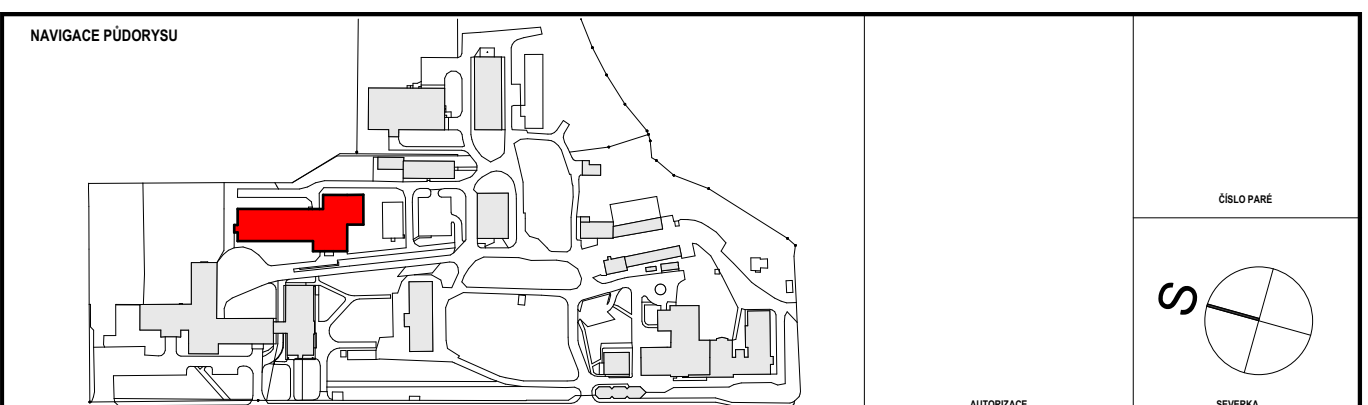 NAVIGACE PŮDORYSU
ČÍSLO PARÉ
S
AUTORIZACE
SEVERKA